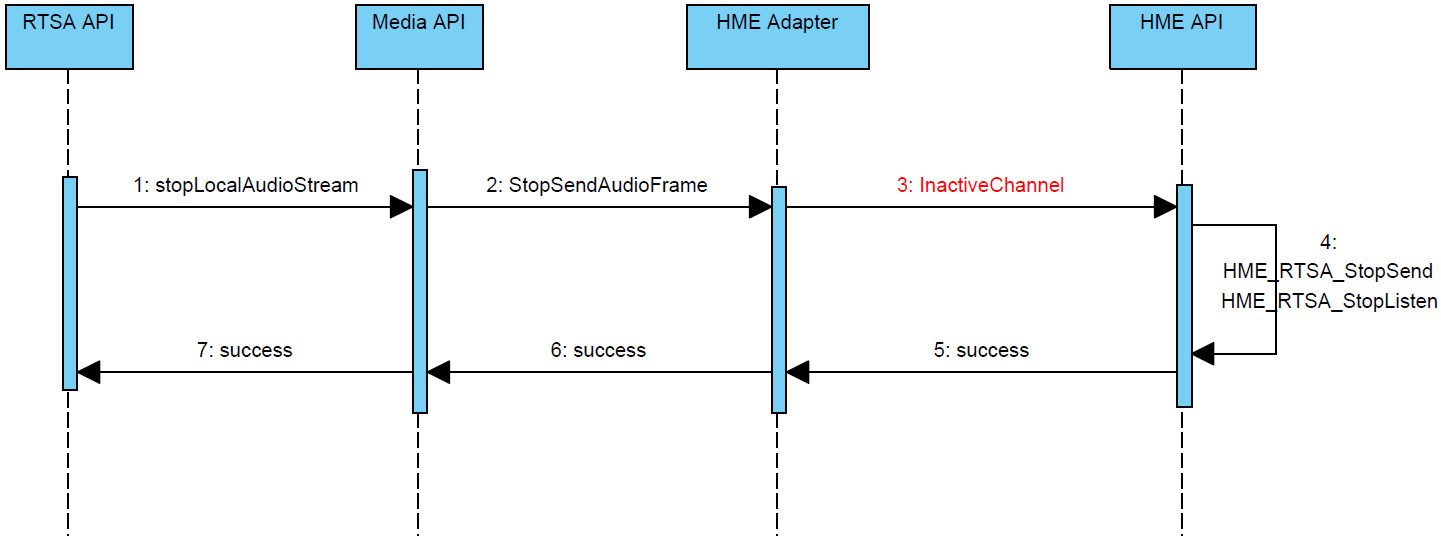 RTSA API
Media API
HME Adapter
HME API
1: stopLocalAudioStream
2: StopSendAudioFrame
3: InactiveChannel
4:
HME_RTSA_StopSend
HME_RTSA_StopListen
7: success
6: success
5: success